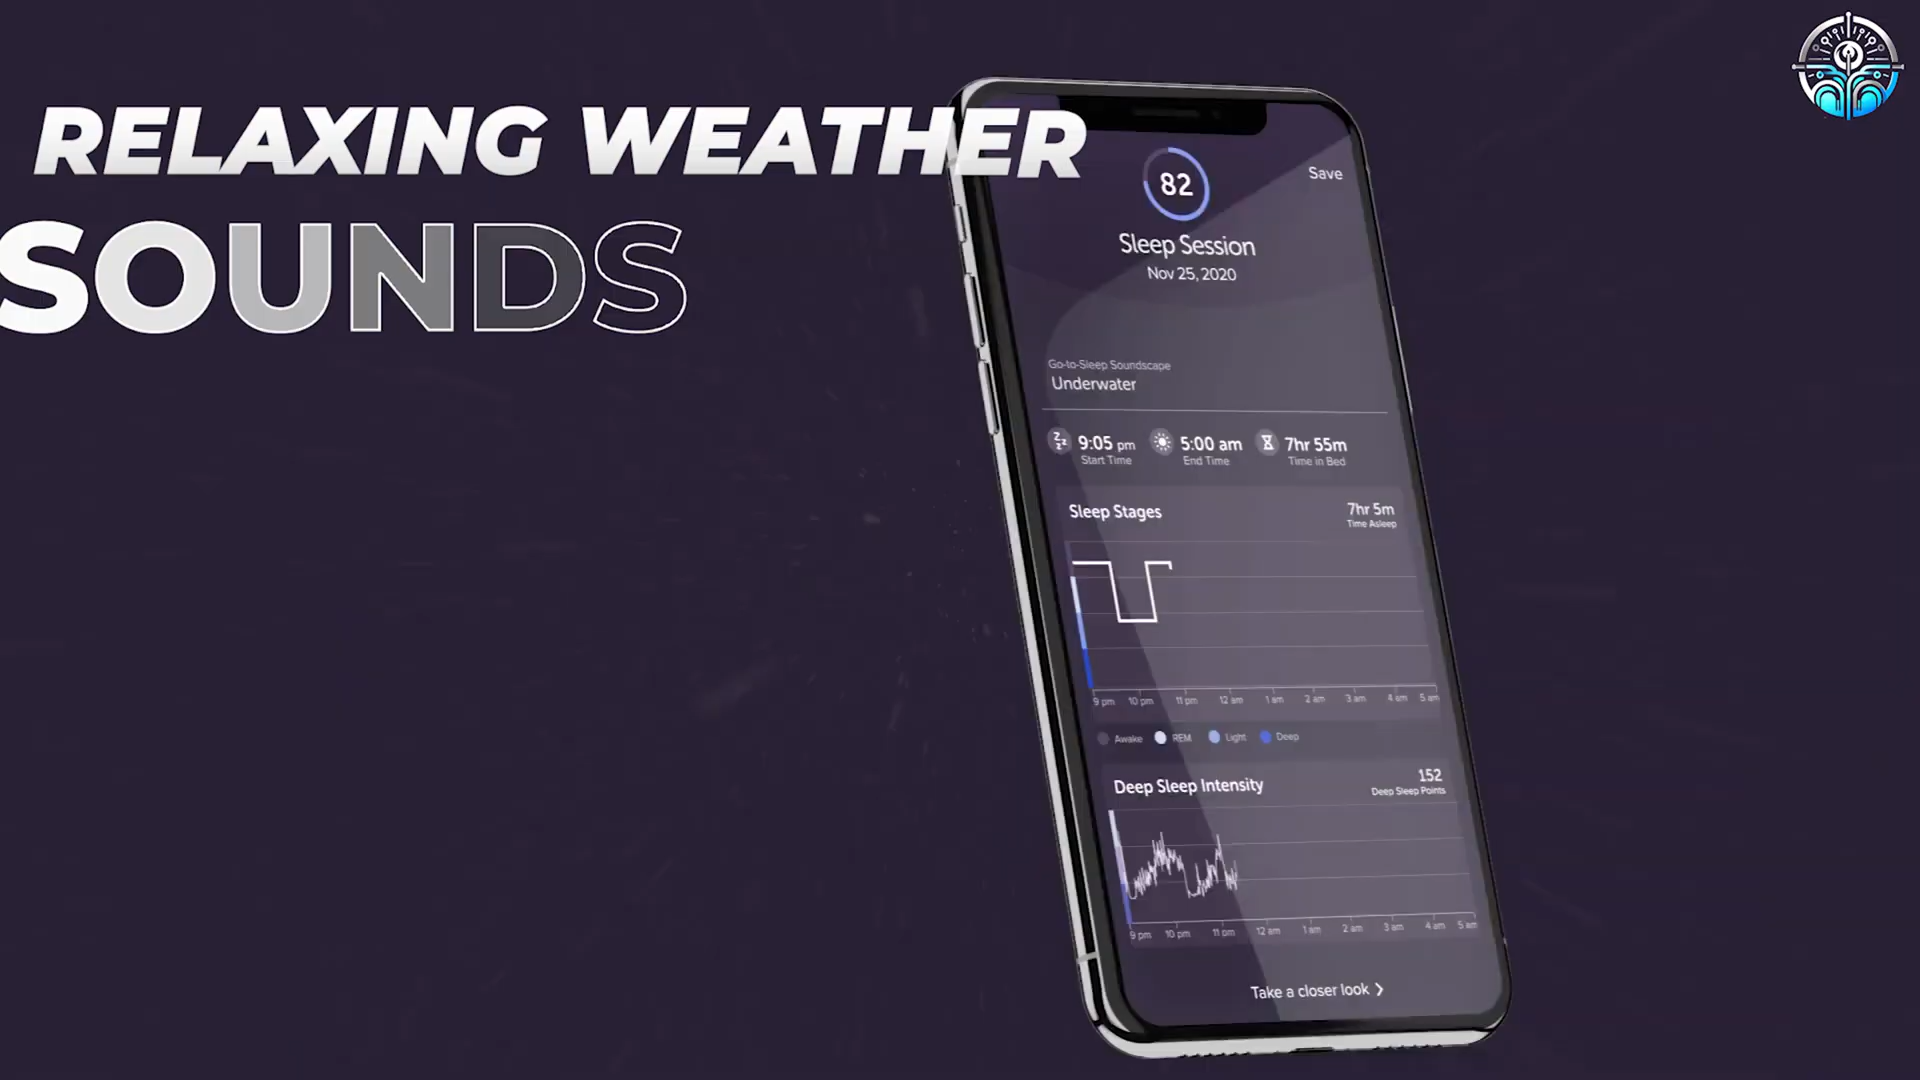 RELAXING WEATHER
SOUNDS
82
Save
Sleep Session
Nov 25, 2020
Go-to-Sleep Soundscape
Underwater
9:05 pm 5:00 am 7hr 55m
Start Time End Time Time in Bed
Sleep Stages 7hr 5m
Time Asleep
9 pm 10 pm 11 pm 12 am 1 am 2 am 3 am 4 am 5 am
Awake REM Light Deep
Deep Sleep Intensity 152
Deep Sleep Points
9 pm 10 pm 11 pm 12 am 1 am 2 am 3 am 4 am 5 am
Take a closer look